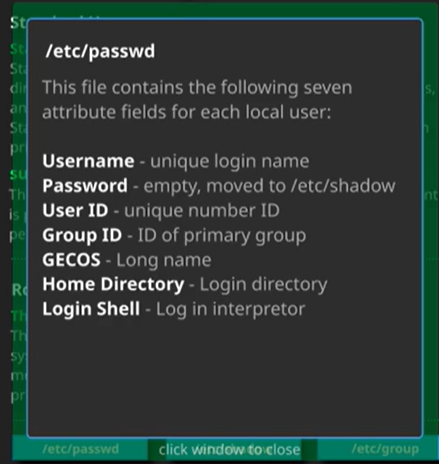 /etc/passwd
This file contains the following seven
attribute fields for each local user:
Username - unique login name
Password - empty, moved to /etc/shadow
User ID - unique number ID
Group ID - ID of primary group
GECOS - Long name
Home Directory - Login directory
Login Shell - Log in interpretor
/etc/passwd click window to close /etc/group